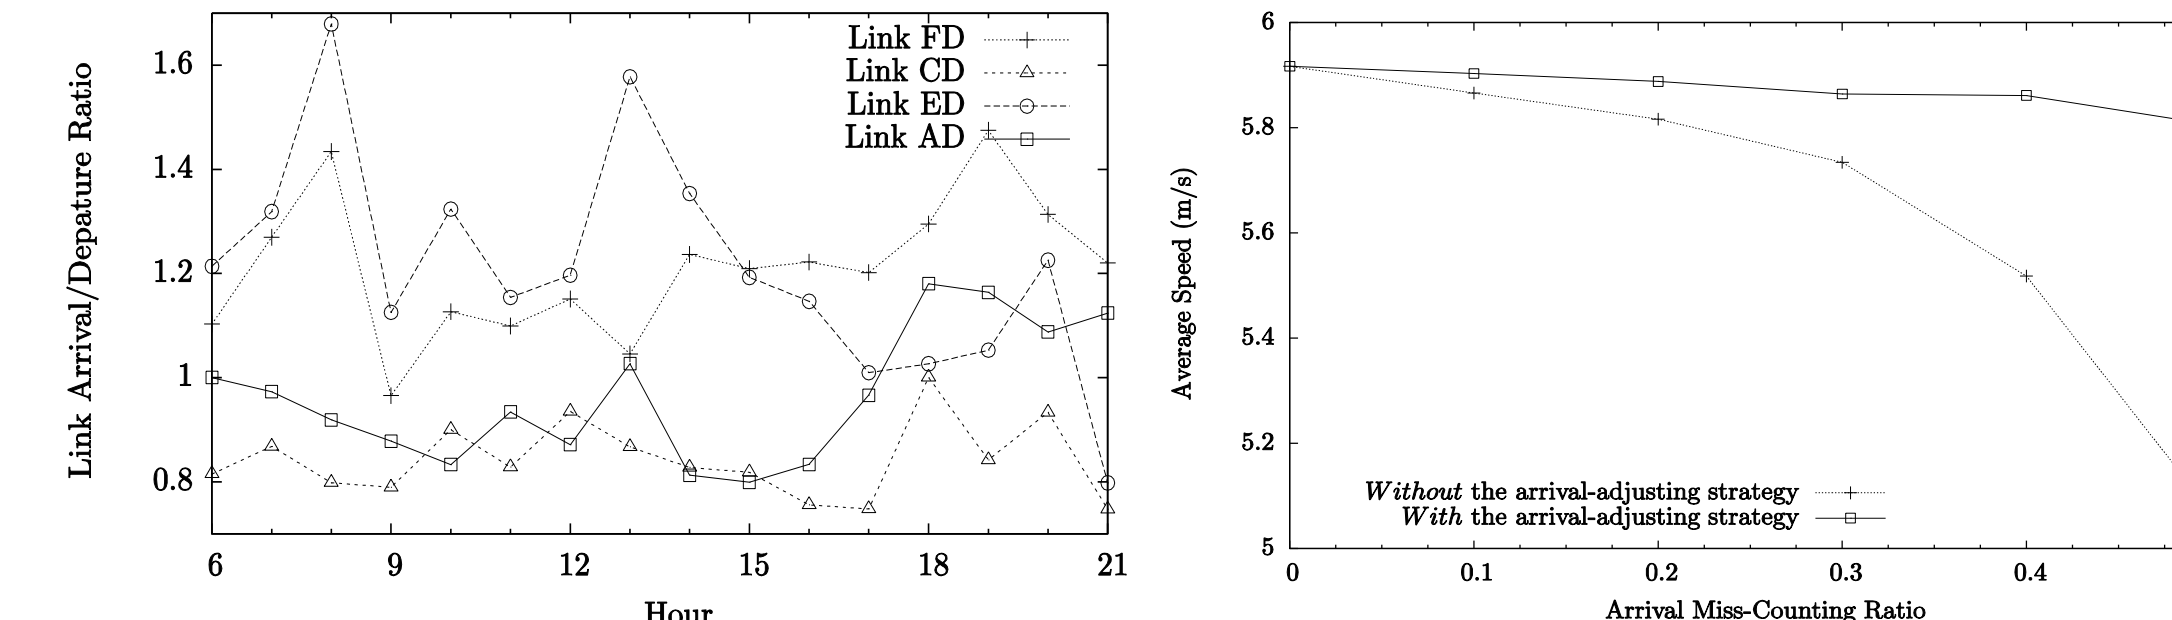 Link Arrival/Depature Ratio
1.6
1.4
1.2
1
0.8
6 9 12 15 18 21
Hour
Link FD
Link CD
Link ED
Link AD
Average Speed (m/s)
6
5.8
5.6
5.4
5.2
5
0 0.1 0.2 0.3 0.4
Arrival Miss-Counting Ratio
Without the arrival-adjusting strategy
With the arrival-adjusting strategy